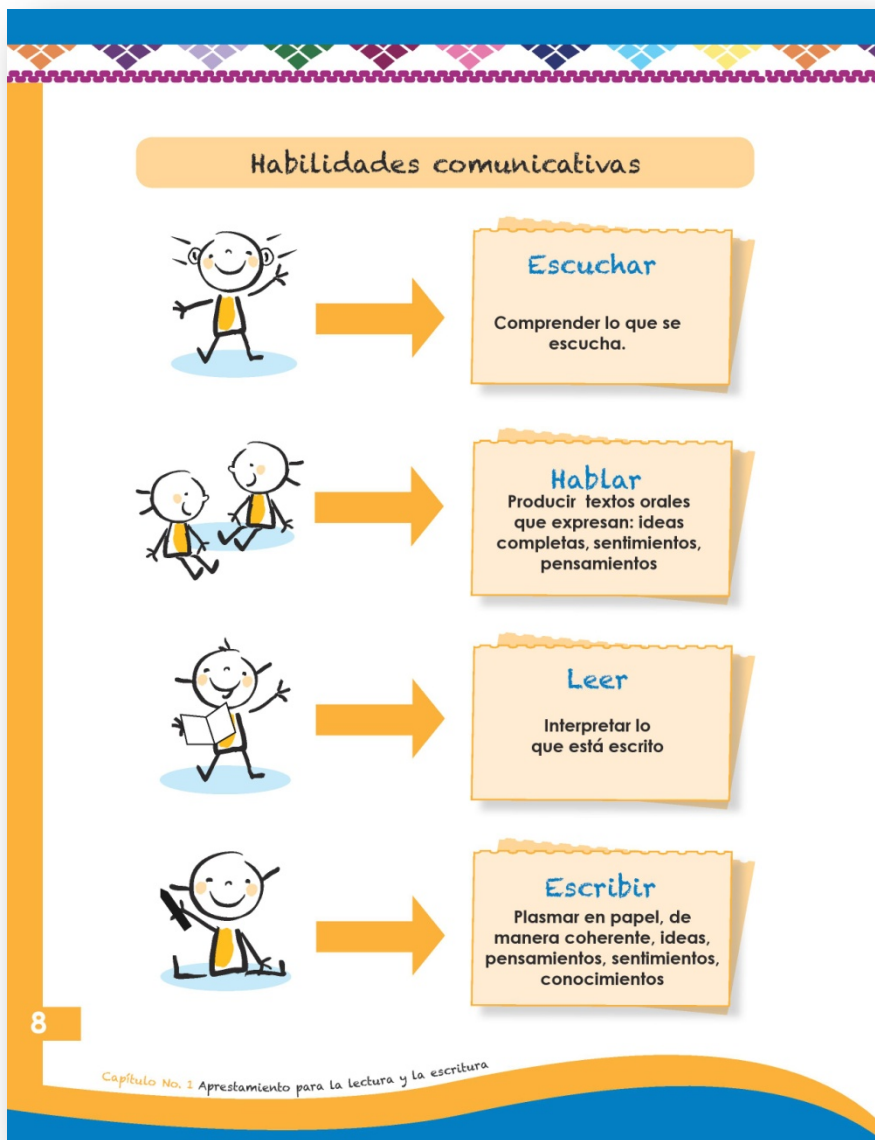 Habilidades comunicativas
Escuchar
Comprender lo que se
escucha.
Hablar
Producir textos orales
que expresan: ideas
completas, sentimientos,
pensamientos
Leer
Interpretar lo
que está escrito
Escribir
Plasmar en papel, de
manera coherente, ideas,
pensamientos, sentimientos,
conocimientos
8
Capítulo No. 1 Aprestamiento para la lectura y la escritura